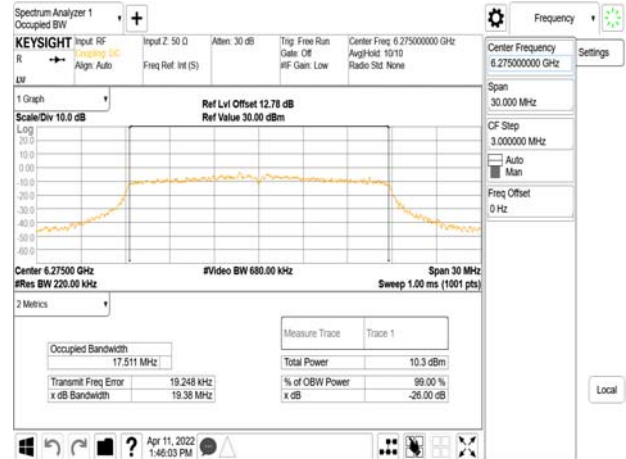 Spectrum Analyzer 1
Occupied BW
+
Frequency
KEYSIGHT
R
LXI
Input: RF
Coupling: DC
Align: Auto
Input Z: 50 Ω
Freq Ref: Int (S)
Atten: 30 dB
Trig: Free Run
Gate: Off
#IF Gain: Low
Center Freq: 6.275000000 GHz
Avg|Hold: 10/10
Radio Std: None
Center Frequency
6.275000000 GHz
Settings
Span
30.000 MHz
CF Step
3.000000 MHz
Auto
Man
Freq Offset
0 Hz
Local
1 Graph
Scale/Div 10.0 dB
Ref Lvl Offset 12.78 dB
Ref Value 30.00 dBm
Log
20.0
10.0
0.00
-10.0
-20.0
-30.0
-40.0
-50.0
-60.0
Center 6.27500 GHz
#Res BW 220.00 kHz
#Video BW 680.00 kHz
Span 30 MHz
Sweep 1.00 ms (1001 pts)
2 Metrics
Measure Trace Trace 1
Occupied Bandwidth
17.511 MHz
Total Power 10.3 dBm
Transmit Freq Error 19.248 kHz
% of OBW Power 99.00 %
x dB Bandwidth 19.38 MHz
x dB -26.00 dB
?
Apr 11, 2022
1:46:03 PM